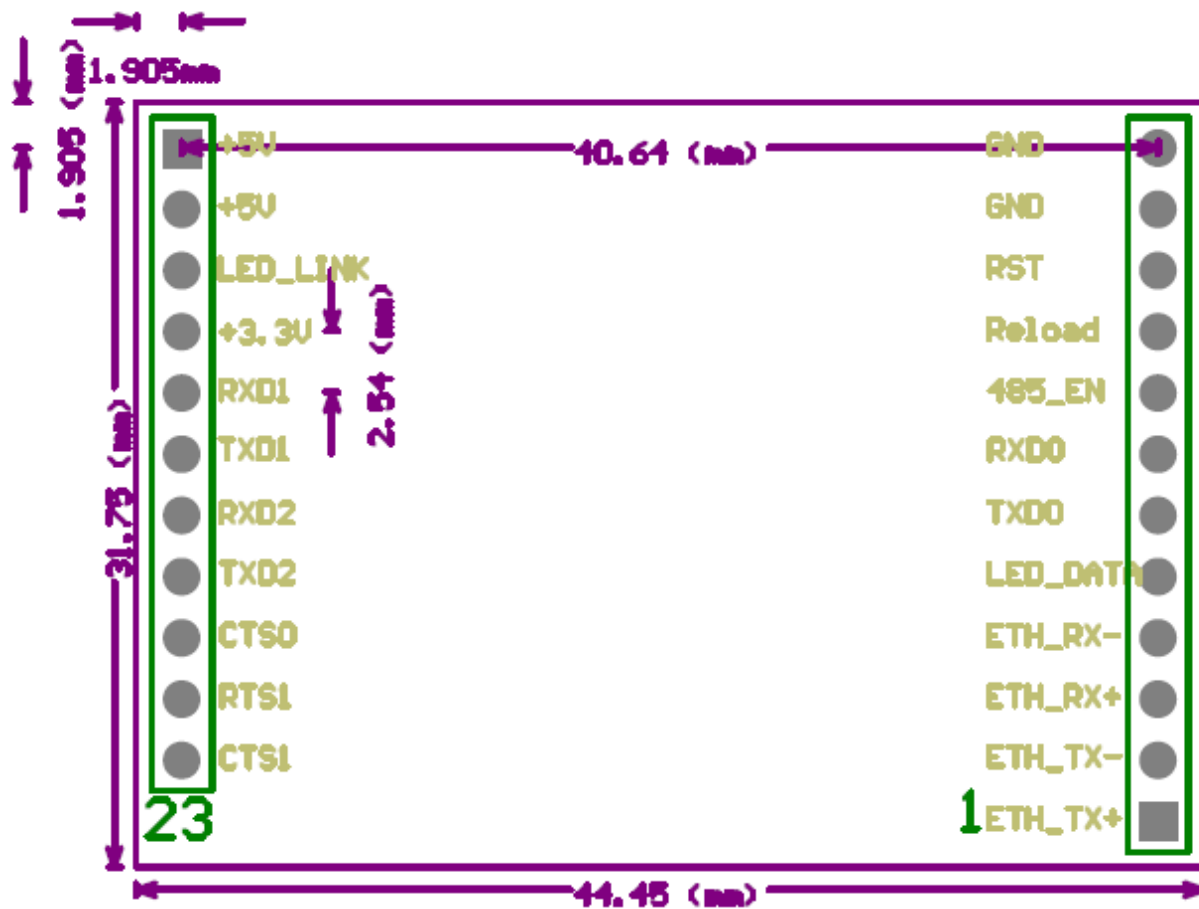 1.905mm
1.905 (mm)
40.64 (mm)
+5V
+5V
LED_LINK
+3.3V
RXD1
TXD1
RXD2
TXD2
CTS0
RTS1
CTS1
23
2.54 (mm)
31.75 (mm)
GND
GND
RST
Reload
485_EN
RXD0
TXD0
LED_DATA
ETH_RX-
ETH_RX+
ETH_TX-
1
ETH_TX+
44.45 (mm)